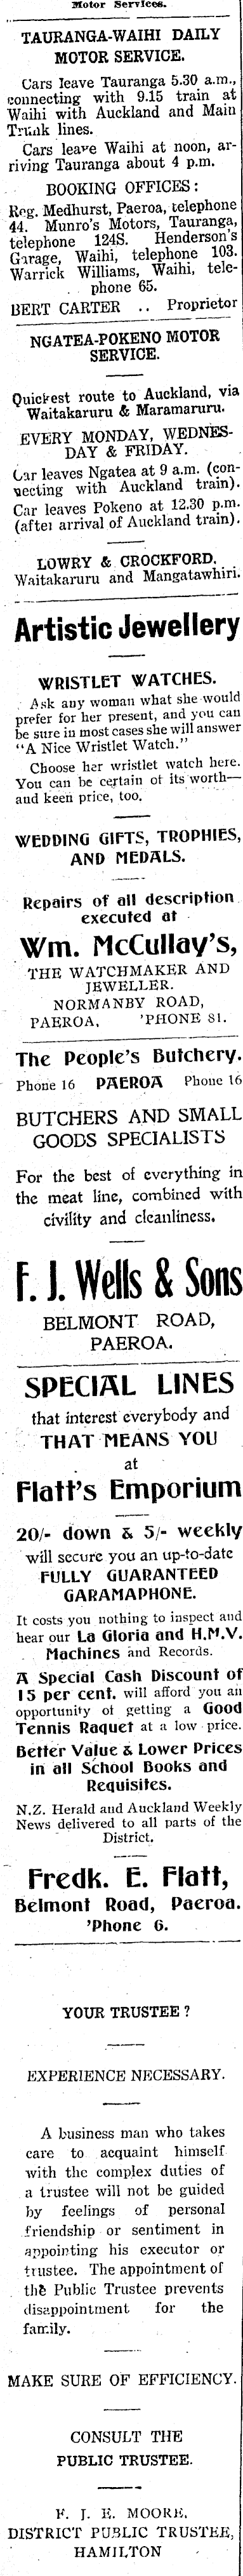 Motor Services.
TAURANGA-WAIHI DAILY
MOTOR SERVICE.
Cars leave Tauranga 5.30 a.m.,
connecting with 9.15 train at
Waihi with Auckland and Main
Trunk lines.
Cars leave Waihi at noon, ar-
riving Tauranga about 4 p.m.
BOOKING OFFICES:
Reg. Medhurst, Paeroa, telephone
44. Munro's Motors, Tauranga,
telephone 124S. Henderson's
Garage, Waihi, telephone 103.
Warrick Williams, Waihi, tele-
phone 65.
BERT CARTER .. Proprietor
NGATEA-POKENO MOTOR
SERVICE.
Quickest route to Auckland, via
Waitakaruru & Maramaruru.
EVERY MONDAY, WEDNES-
DAY & FRIDAY.
Car leaves Ngatea at 9 a.m. (con-
necting with Auckland train).
Car leaves Pokeno at 12.30 p.m.
(after arrival of Auckland train).
LOWRY & CROCKFORD,
Waitakaruru and Mangatawhiri.
Artistic Jewellery
WRISTLET WATCHES.
Ask any woman what she would
prefer for her present, and you can
be sure in most cases she will answer
"A Nice Wristlet Watch."
Choose her wristlet watch here.
You can be certain of its worth—
and keen price, too.
WEDDING GIFTS, TROPHIES,
AND MEDALS.
Repairs of all description
executed at
Wm. McCullay's,
THE WATCHMAKER AND
JEWELLER.
NORMANBY ROAD,
PAEROA, 'PHONE 81.
The People's Butchery.
Phone 16 PAEROA Phone 16
BUTCHERS AND SMALL
GOODS SPECIALISTS
For the best of everything in
the meat line, combined with
civility and cleanliness.
F. J. Wells & Sons
BELMONT ROAD,
PAEROA.
SPECIAL LINES
that interest everybody and
THAT MEANS YOU
at
Flatt's Emporium
20/- down & 5/- weekly
will secure you an up-to-date
FULLY GUARANTEED
GARAMAPHONE.
It costs you nothing to inspect and
hear our La Gloria and H.M.V.
Machines and Records.
A Special Cash Discount of
15 per cent. will afford you an
opportunity of getting a Good
Tennis Raquet at a low price.
Better Value & Lower Prices
in all School Books and
Requisites.
N.Z. Herald and Auckland Weekly
News delivered to all parts of the
District.
Fredk. E. Flatt,
Belmont Road, Paeroa.
'Phone 6.
YOUR TRUSTEE?
EXPERIENCE NECESSARY.
A business man who takes
care to acquaint himself
with the complex duties of
a trustee will not be guided
by feelings of personal
friendship or sentiment in
appointing his executor or
trustee. The appointment of
the Public Trustee prevents
disappointment for the
family.
MAKE SURE OF EFFICIENCY.
CONSULT THE
PUBLIC TRUSTEE.
F. J. E. MOORE,
DISTRICT PUBLIC TRUSTEE,
HAMILTON